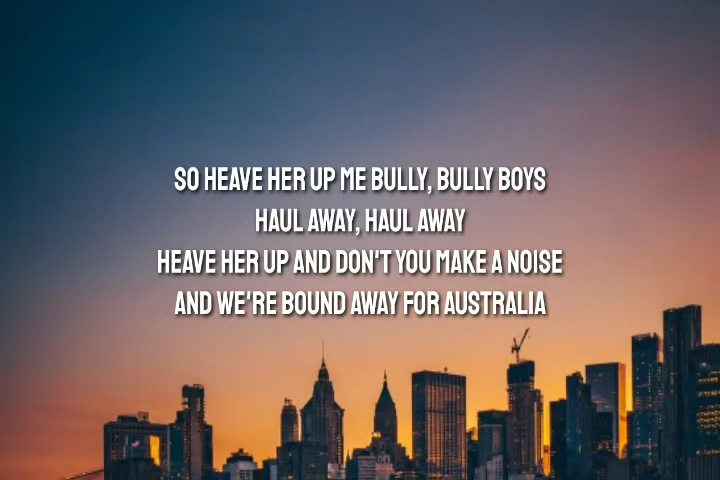 SO HEAVE HER UP ME BULLY, BULLY BOYS
HAUL AWAY, HAUL AWAY
HEAVE HER UP AND DON'T YOU MAKE A NOISE
AND WE'RE BOUND AWAY FOR AUSTRALIA